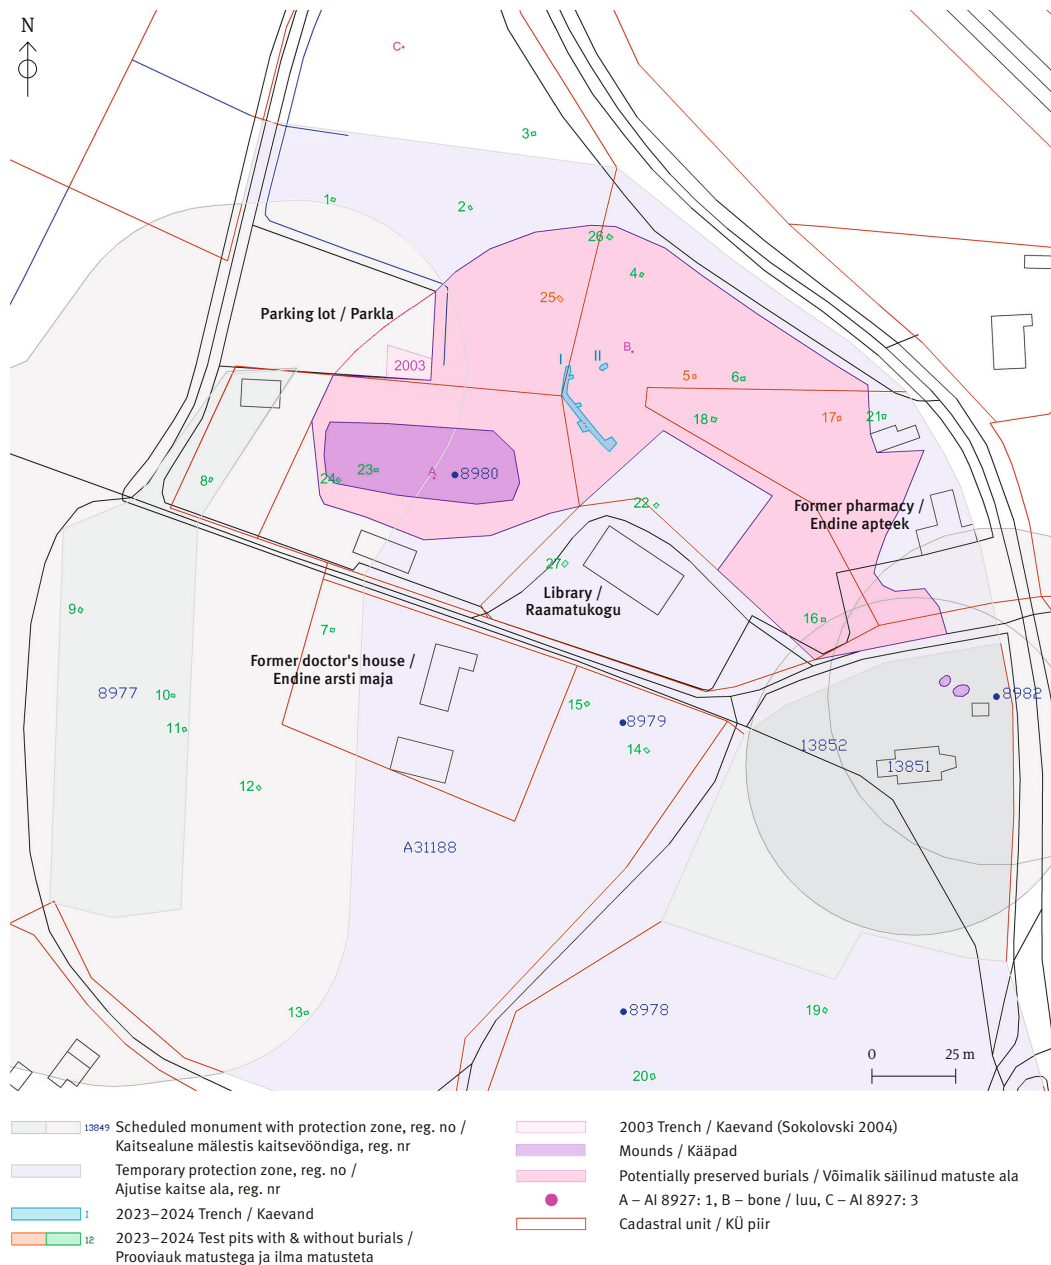 N
C
3
1
2
26
4
25
Parking lot / Parkla
B
I
II
2003
5
6
18
17
21
8
24
23
A
8980
22
Former pharmacy /
Endine apteek
27
Library /
Raamatukogu
9
7
16
Former doctor's house /
Endine arsti maja
8977
10
11
15
8979
14
8982
13852
13851
12
A31188
13
8978
19
20
0
25 m
13849 Scheduled monument with protection zone, reg. no /
Kaitsealune mälestis kaitsevööndiga, reg. nr
Temporary protection zone, reg. no /
Ajutise kaitse ala, reg. nr
I 2023–2024 Trench / Kaevand
12 2023–2024 Test pits with & without burials /
Prooviauk matustega ja ilma matusteta
2003 Trench / Kaevand (Sokolovski 2004)
Mounds / Kääpad
Potentially preserved burials / Võimalik säilinud matuste ala
A – AI 8927: 1, B – bone / luu, C – AI 8927: 3
Cadastral unit / KÜ piir